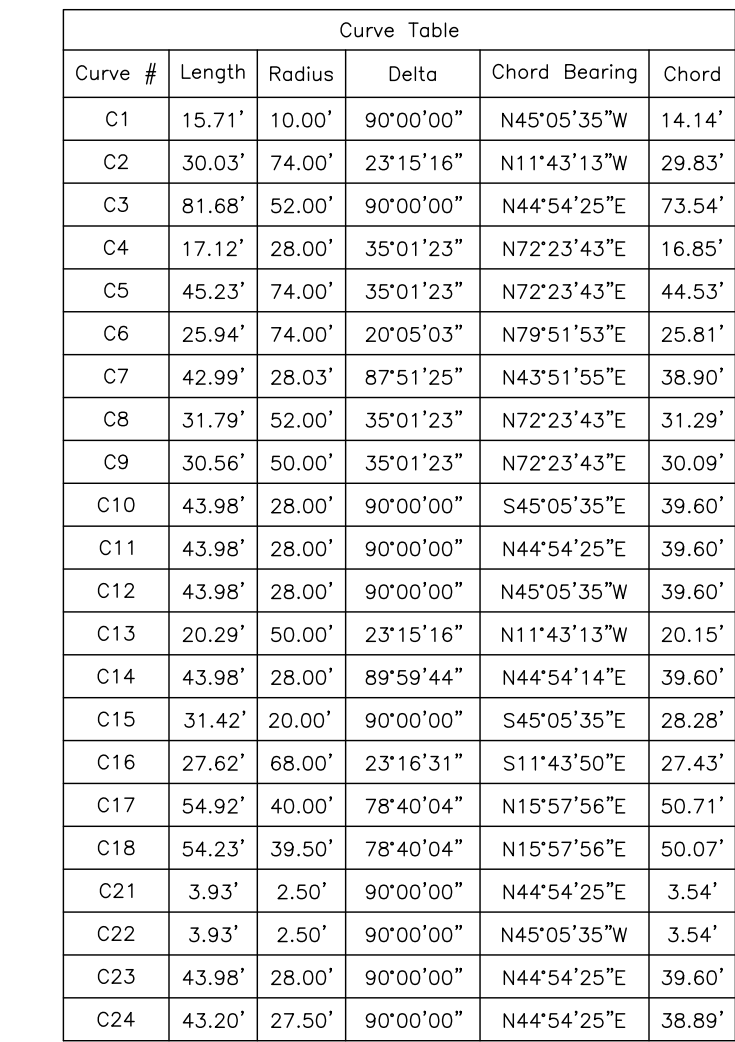 Curve Table
Curve # Length Radius Delta Chord Bearing Chord
C1 15.71' 10.00' 90°00'00" N45°05'35"W 14.14'
C2 30.03' 74.00' 23°15'16" N11°43'13"W 29.83'
C3 81.68' 52.00' 90°00'00" N44°54'25"E 73.54'
C4 17.12' 28.00' 35°01'23" N72°23'43"E 16.85'
C5 45.23' 74.00' 35°01'23" N72°23'43"E 44.53'
C6 25.94' 74.00' 20°05'03" N79°51'53"E 25.81'
C7 42.99' 28.03' 87°51'25" N43°51'55"E 38.90'
C8 31.79' 52.00' 35°01'23" N72°23'43"E 31.29'
C9 30.56' 50.00' 35°01'23" N72°23'43"E 30.09'
C10 43.98' 28.00' 90°00'00" S45°05'35"E 39.60'
C11 43.98' 28.00' 90°00'00" N44°54'25"E 39.60'
C12 43.98' 28.00' 90°00'00" N45°05'35"W 39.60'
C13 20.29' 50.00' 23°15'16" N11°43'13"W 20.15'
C14 43.98' 28.00' 89°59'44" N44°54'14"E 39.60'
C15 31.42' 20.00' 90°00'00" S45°05'35"E 28.28'
C16 27.62' 68.00' 23°16'31" S11°43'50"E 27.43'
C17 54.92' 40.00' 78°40'04" N15°57'56"E 50.71'
C18 54.23' 39.50' 78°40'04" N15°57'56"E 50.07'
C21 3.93' 2.50' 90°00'00" N44°54'25"E 3.54'
C22 3.93' 2.50' 90°00'00" N45°05'35"W 3.54'
C23 43.98' 28.00' 90°00'00" N44°54'25"E 39.60'
C24 43.20' 27.50' 90°00'00" N44°54'25"E 38.89'